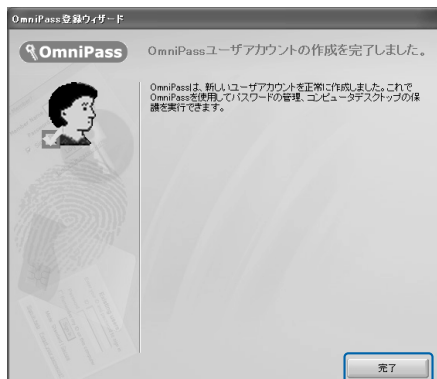 OmniPass登録ウィザード
OmniPass
OmniPassユーザアカウントの作成を完了しました。
OmniPassは、新しいユーザアカウントを正常に作成しました。これで
OmniPassを使用してパスワードの管理、コンピュータデスクトップの保
護を実行できます。
完了